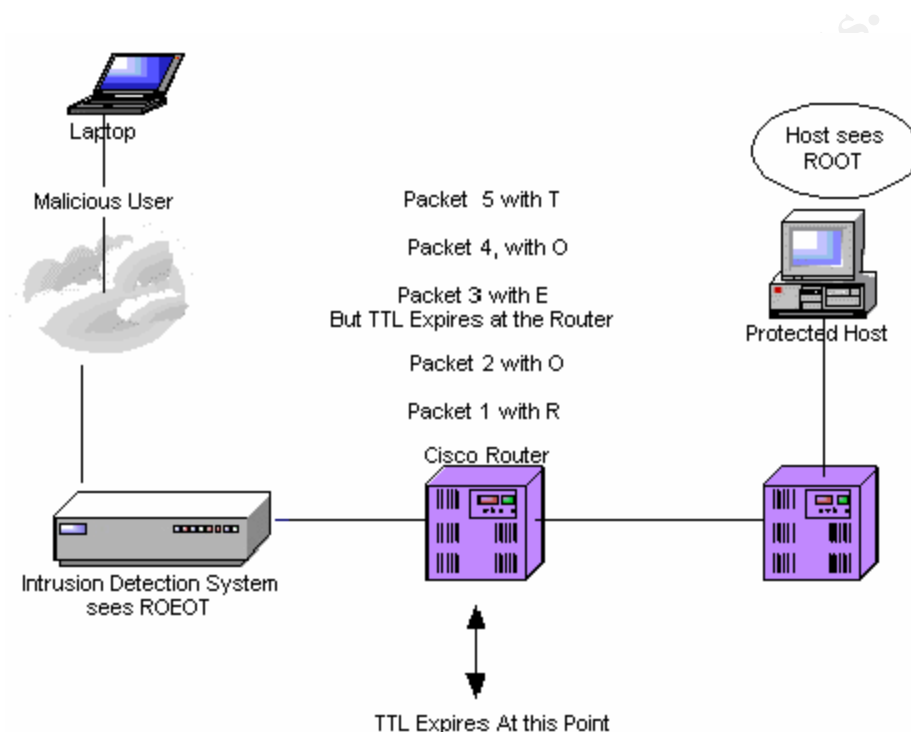 Laptop
Malicious User
Host sees
ROOT
Packet 5 with T
Packet 4, with O
Packet 3 with E
But TTL Expires at the Router
Packet 2 with O
Packet 1 with R
Protected Host
Cisco Router
Intrusion Detection System
sees ROEOT
TTL Expires At this Point